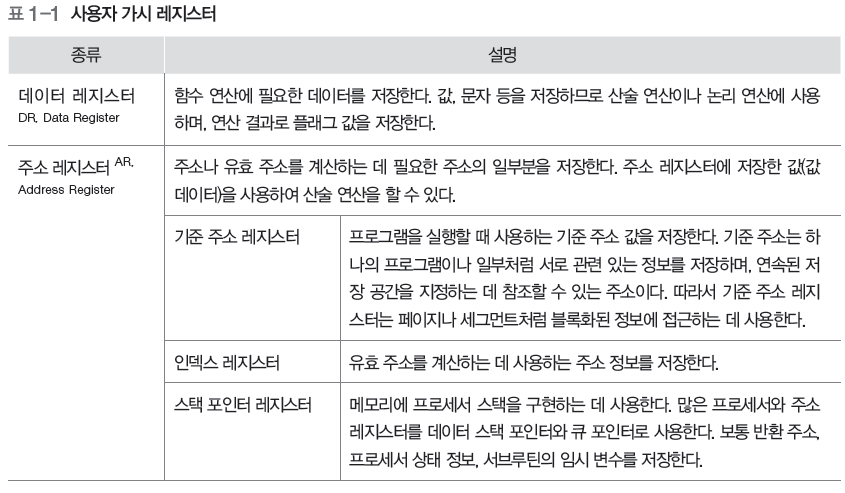 표 1-1 사용자 가시 레지스터
종류
설명
데이터 레지스터
DR, Data Register
함수 연산에 필요한 데이터를 저장한다. 값, 문자 등을 저장하므로 산술 연산이나 논리 연산에 사용
하며, 연산 결과로 플래그 값을 저장한다.
주소 레지스터 AR,
Address Register
주소나 유효 주소를 계산하는 데 필요한 주소의 일부분을 저장한다. 주소 레지스터에 저장한 값(값
데이터)을 사용하여 산술 연산을 할 수 있다.
기준 주소 레지스터
프로그램을 실행할 때 사용하는 기준 주소 값을 저장한다. 기준 주소는 하
나의 프로그램이나 일부처럼 서로 관련 있는 정보를 저장하며, 연속된 저
장 공간을 지정하는 데 참조할 수 있는 주소이다. 따라서 기준 주소 레지
스터는 페이지나 세그먼트처럼 블록화된 정보에 접근하는 데 사용한다.
인덱스 레지스터
유효 주소를 계산하는 데 사용하는 주소 정보를 저장한다.
스택 포인터 레지스터
메모리에 프로세서 스택을 구현하는 데 사용한다. 많은 프로세서와 주소
레지스터를 데이터 스택 포인터와 큐 포인터로 사용한다. 보통 반환 주소,
프로세서 상태 정보, 서브루틴의 임시 변수를 저장한다.